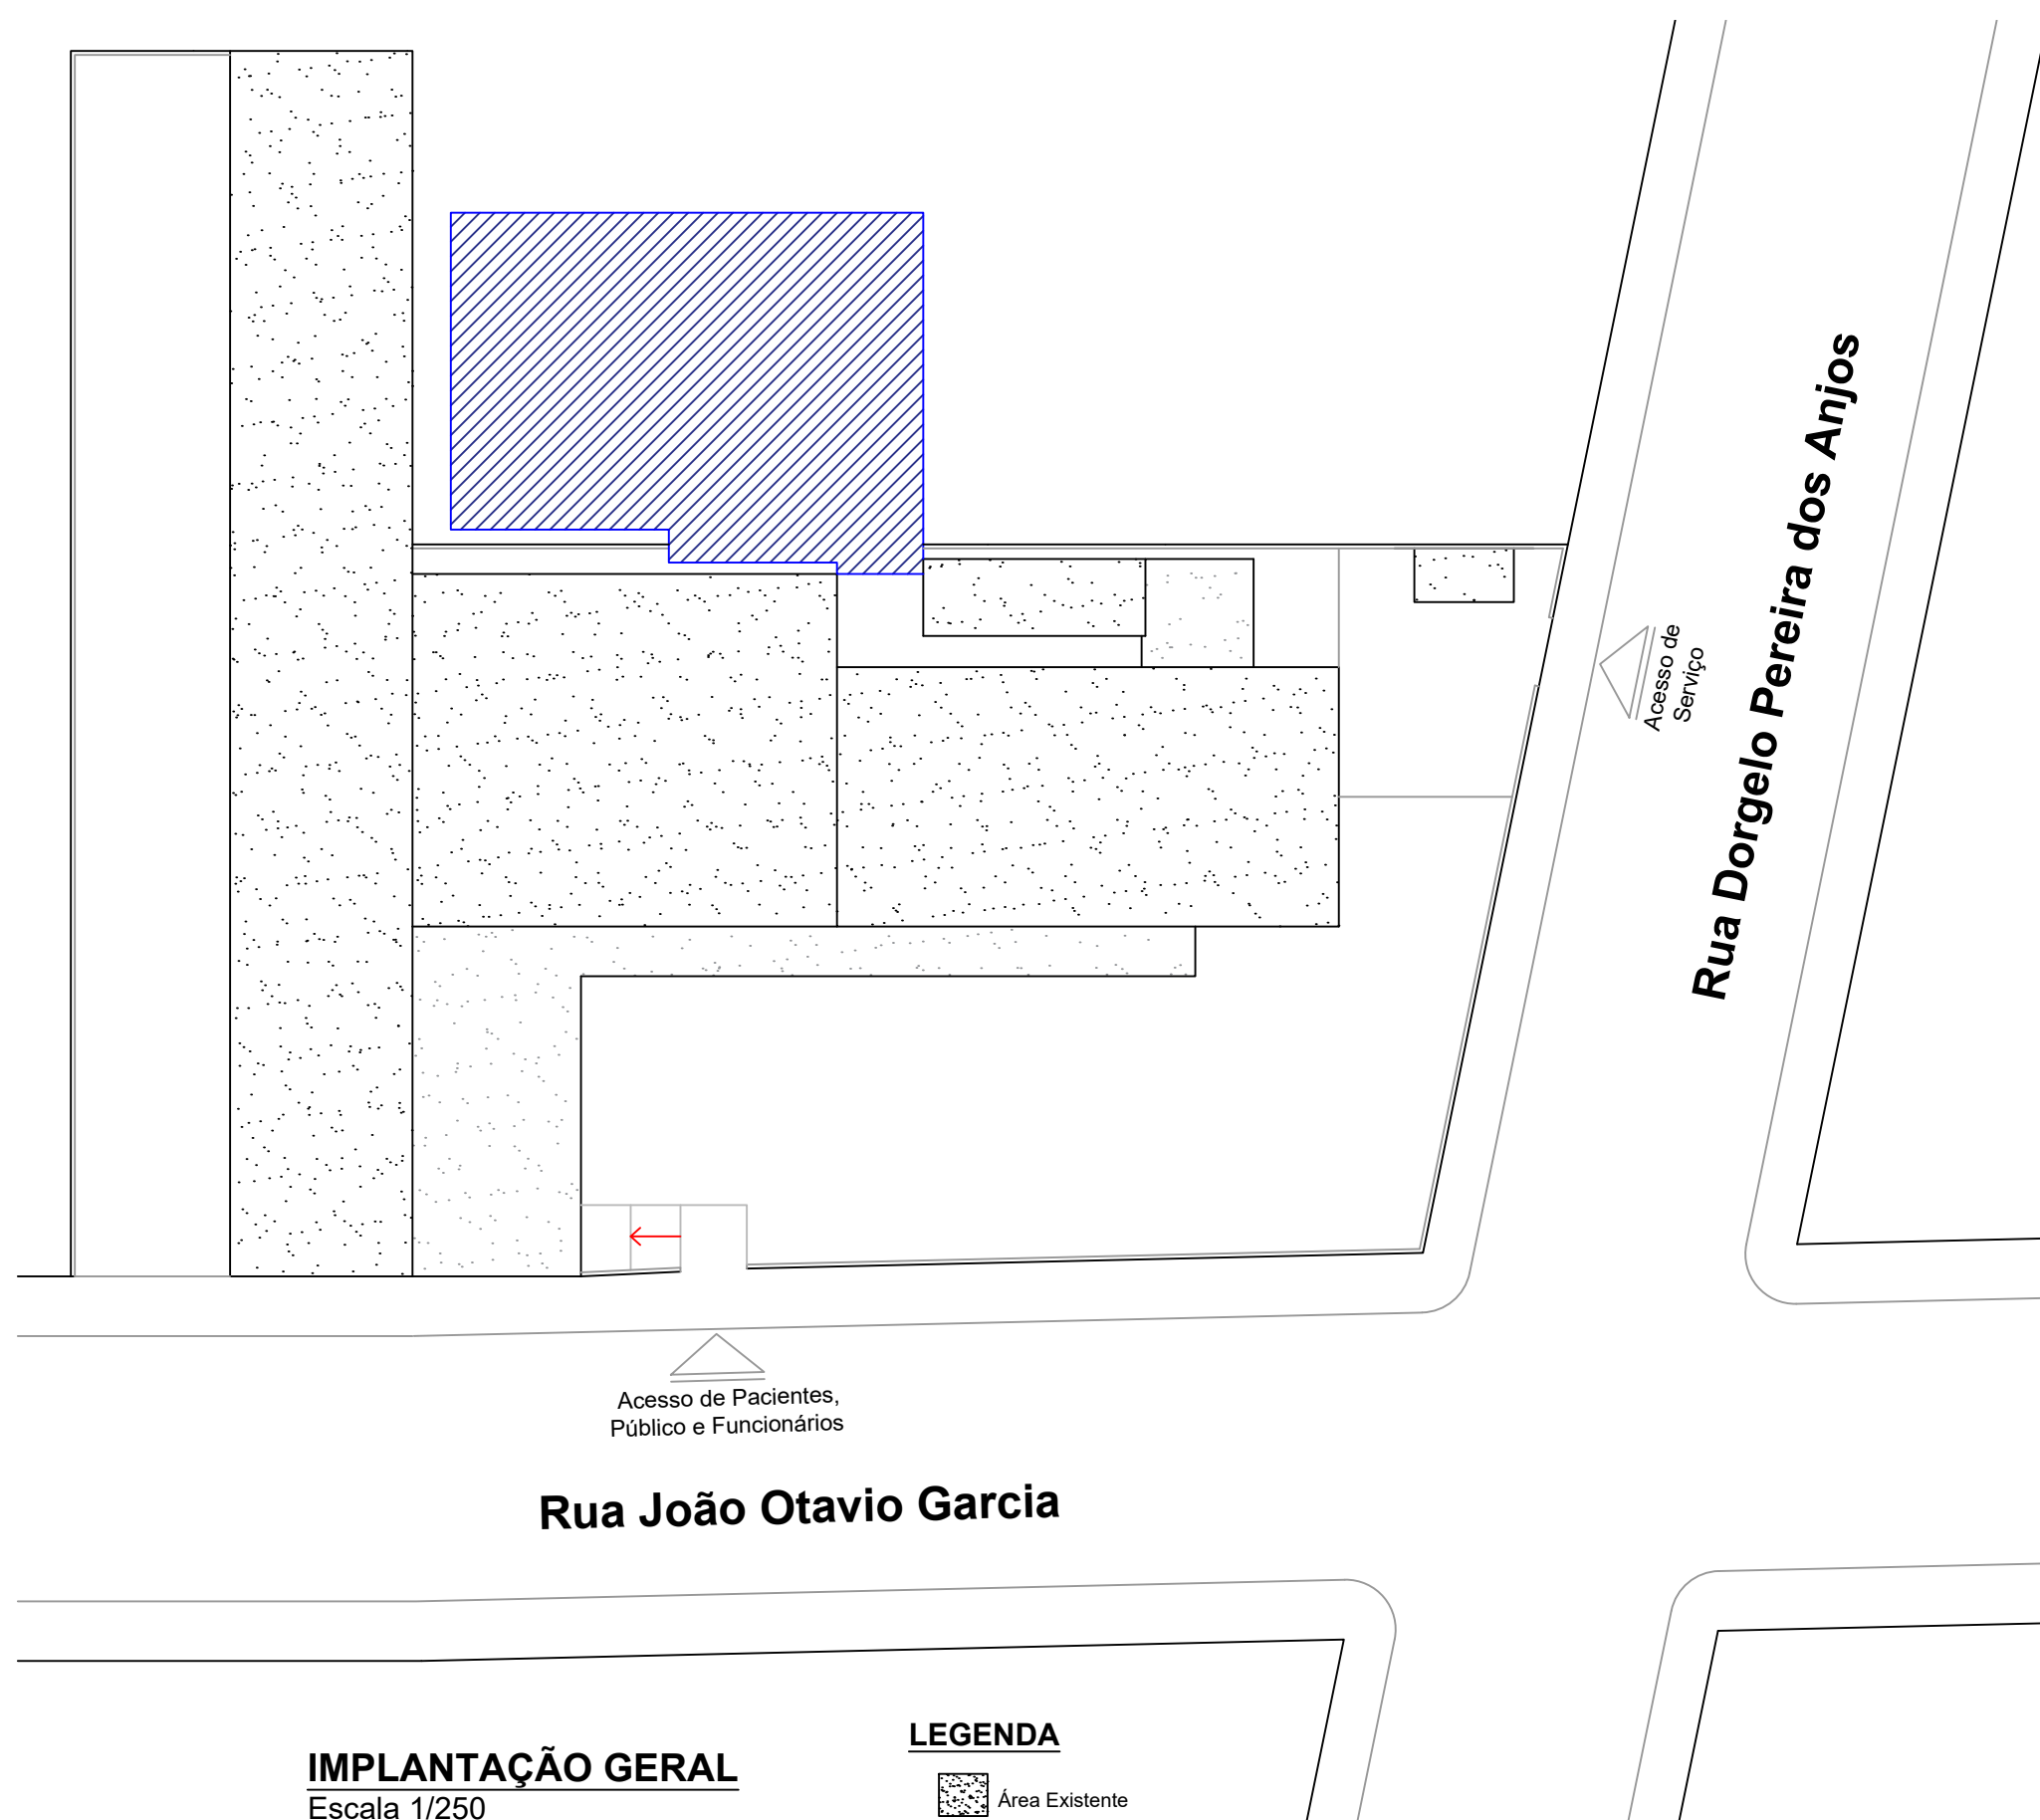 Rua Dorgelo Pereira dos Anjos
Acesso de
Serviço
Acesso de Pacientes,
Público e Funcionários
Rua João Otavio Garcia
IMPLANTAÇÃO GERAL
Escala 1/250
LEGENDA
Área Existente